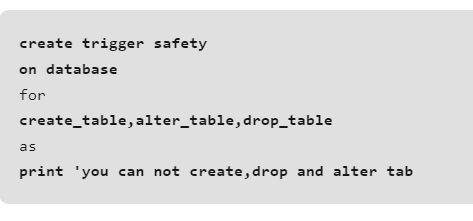 create trigger safety
on database
for
create_table,alter_table,drop_table
as
print 'you can not create,drop and alter tab